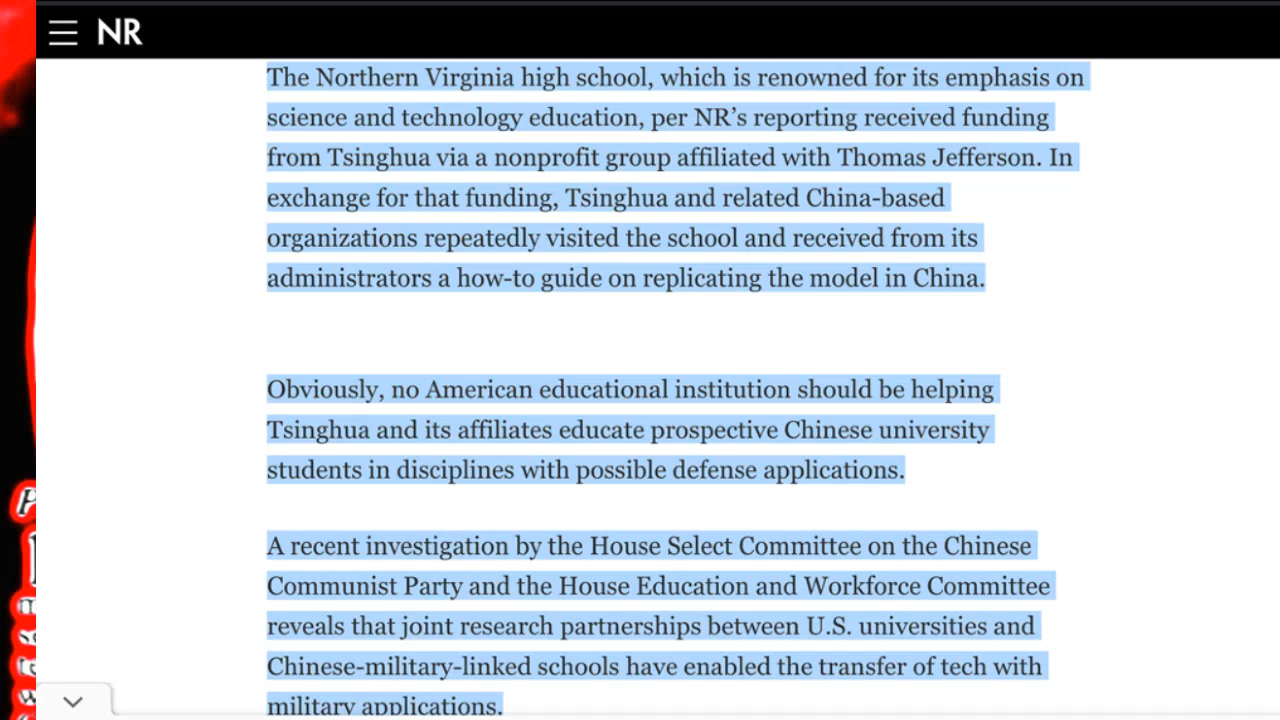 NR
The Northern Virginia high school, which is renowned for its emphasis on
science and technology education, per NR’s reporting received funding
from Tsinghua via a nonprofit group affiliated with Thomas Jefferson. In
exchange for that funding, Tsinghua and related China-based
organizations repeatedly visited the school and received from its
administrators a how-to guide on replicating the model in China.
Obviously, no American educational institution should be helping
Tsinghua and its affiliates educate prospective Chinese university
students in disciplines with possible defense applications.
A recent investigation by the House Select Committee on the Chinese
Communist Party and the House Education and Workforce Committee
reveals that joint research partnerships between U.S. universities and
Chinese-military-linked schools have enabled the transfer of tech with
military applications.